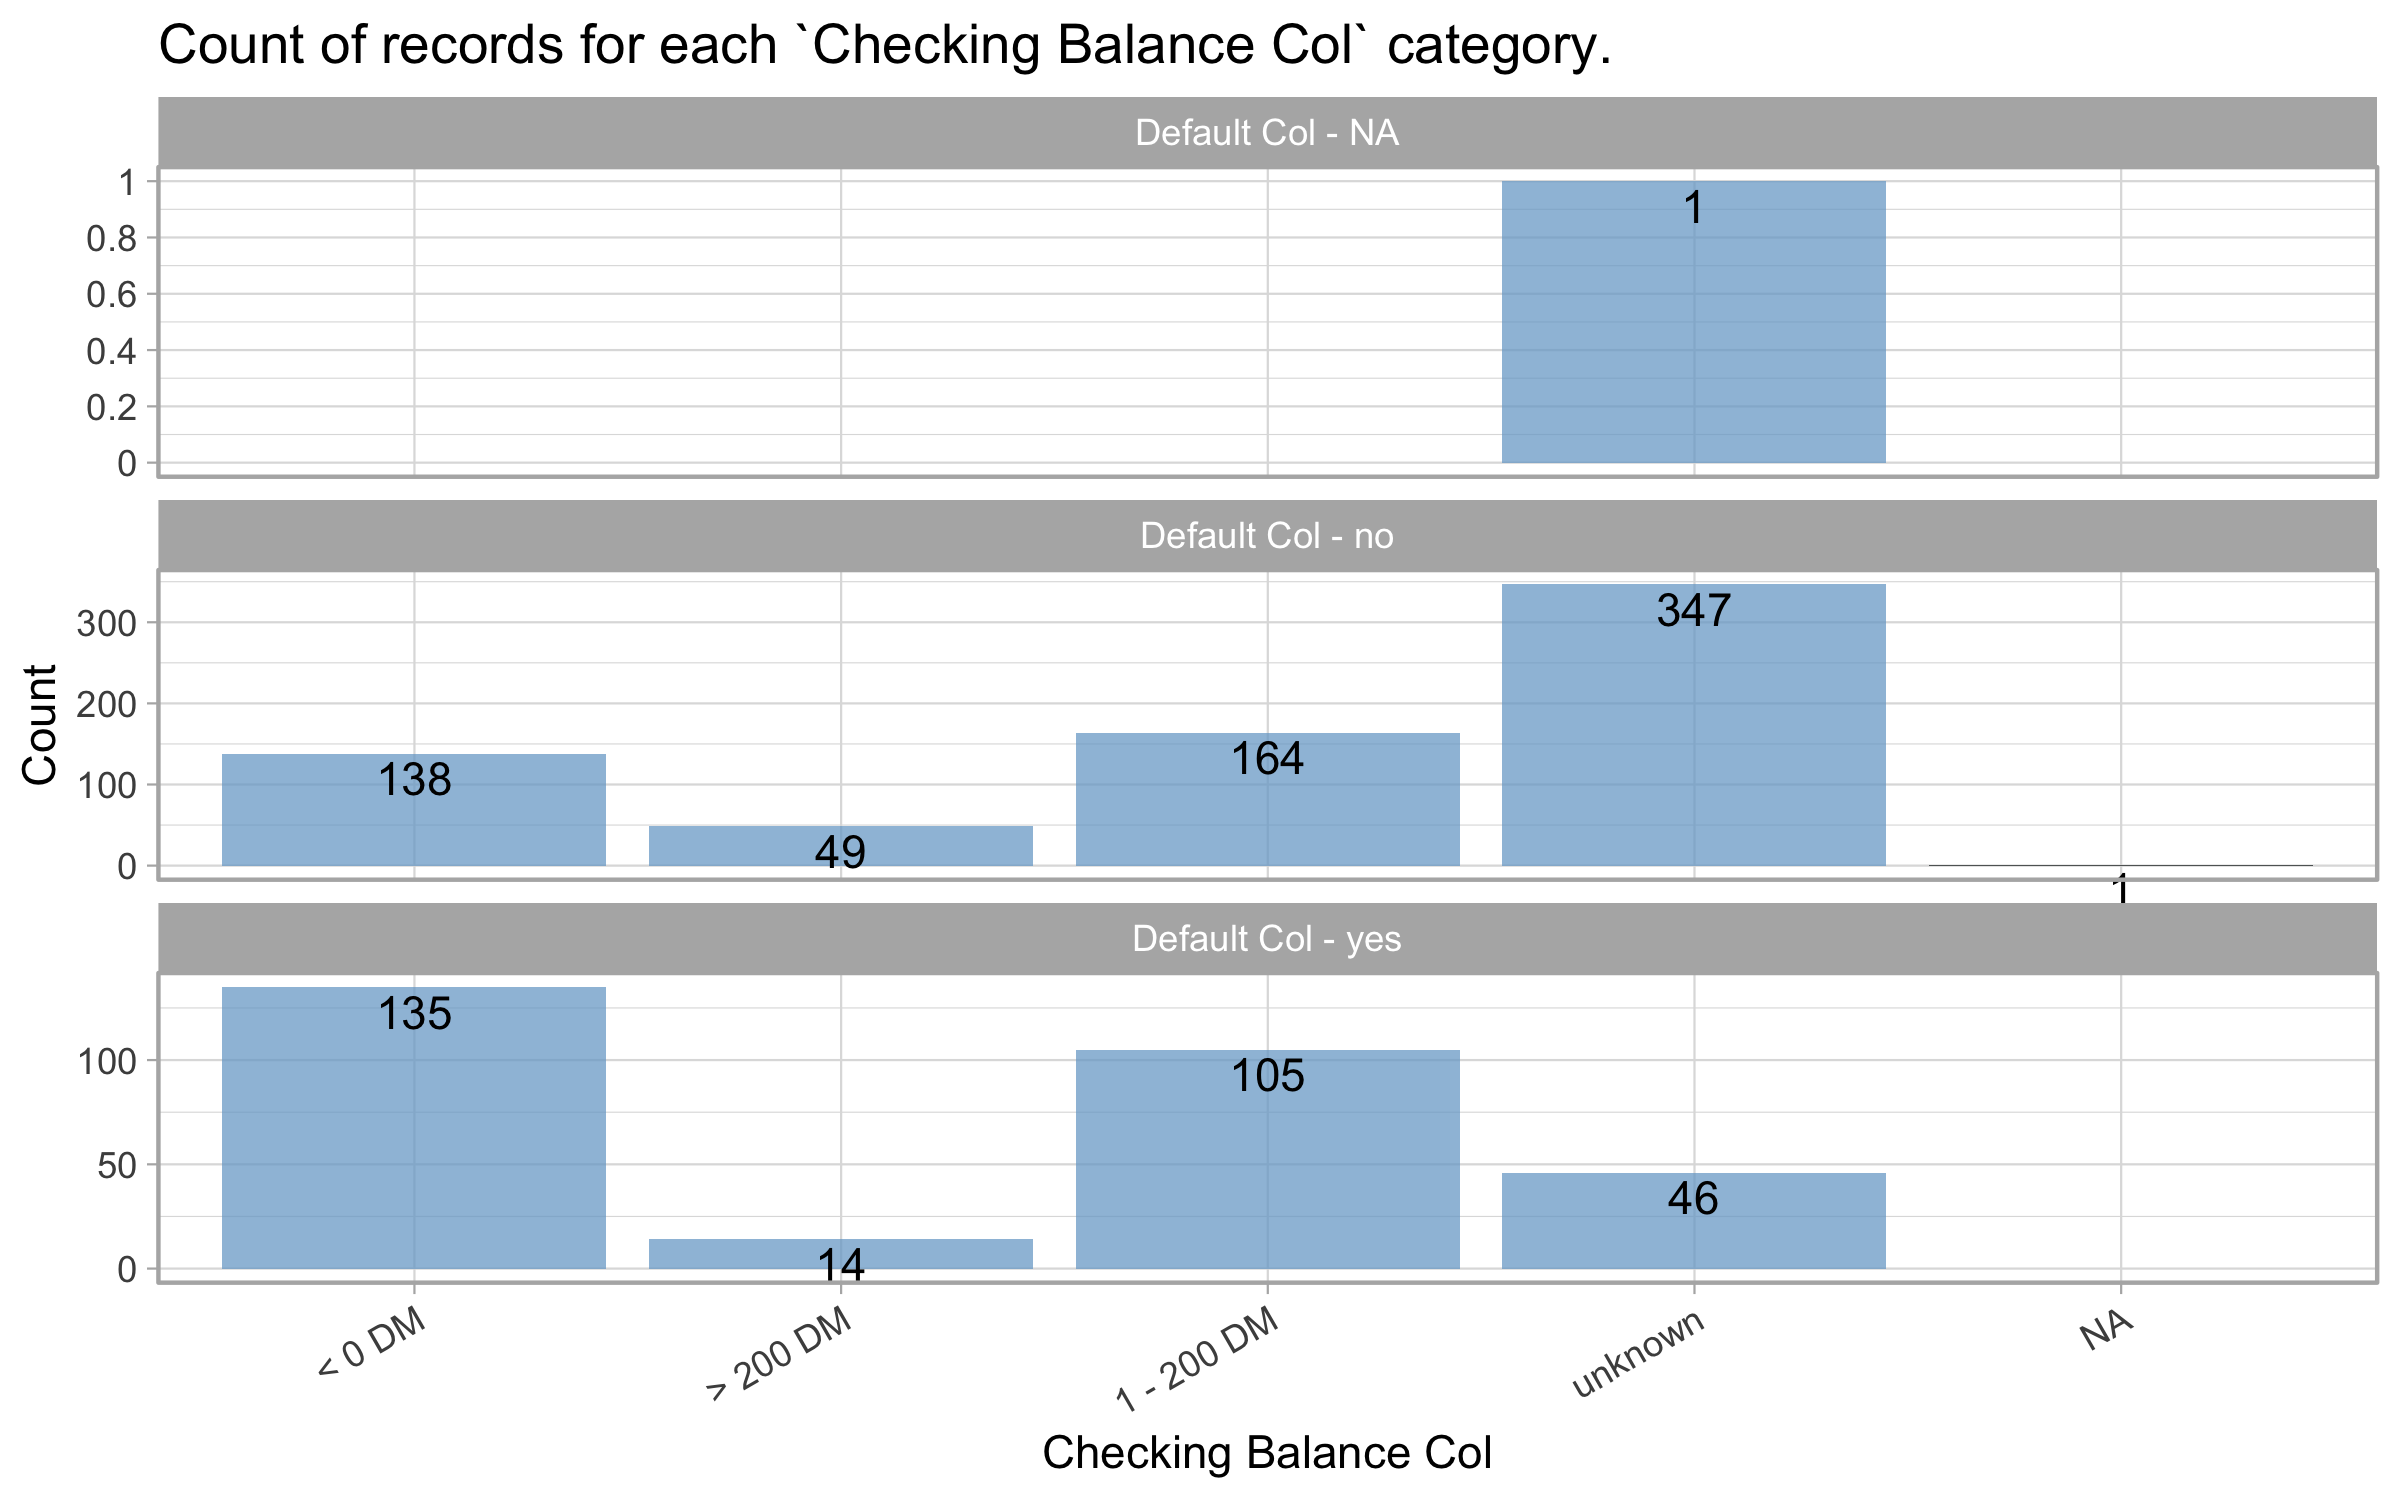 Count of records for each `Checking Balance Col` category.
Default Col - NA
1
0.8
0.6
0.4
0.2
0
1
Default Col - no
300
200
100
0
138
49
164
347
1
Count
Default Col - yes
100
50
0
135
14
105
46
< 0 DM
> 200 DM
1 - 200 DM
unknown
NA
Checking Balance Col